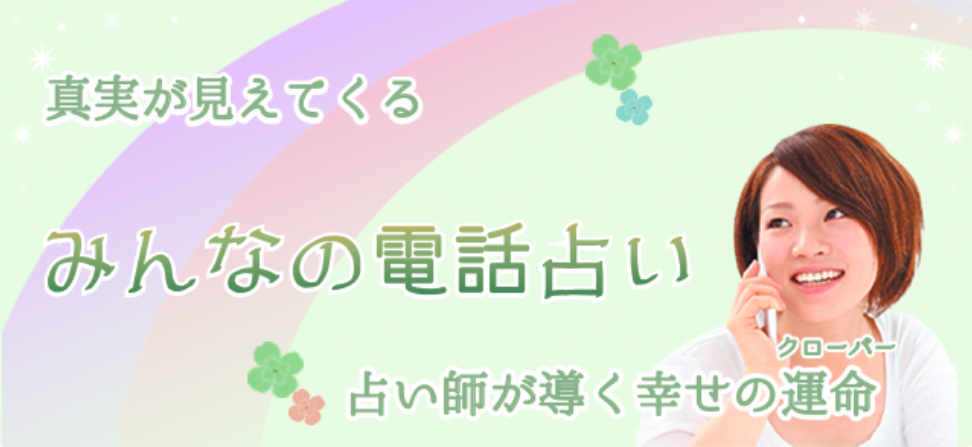 真実が見えてくる
みんなの電話占い
クローバー
占い師が導く幸せの運命